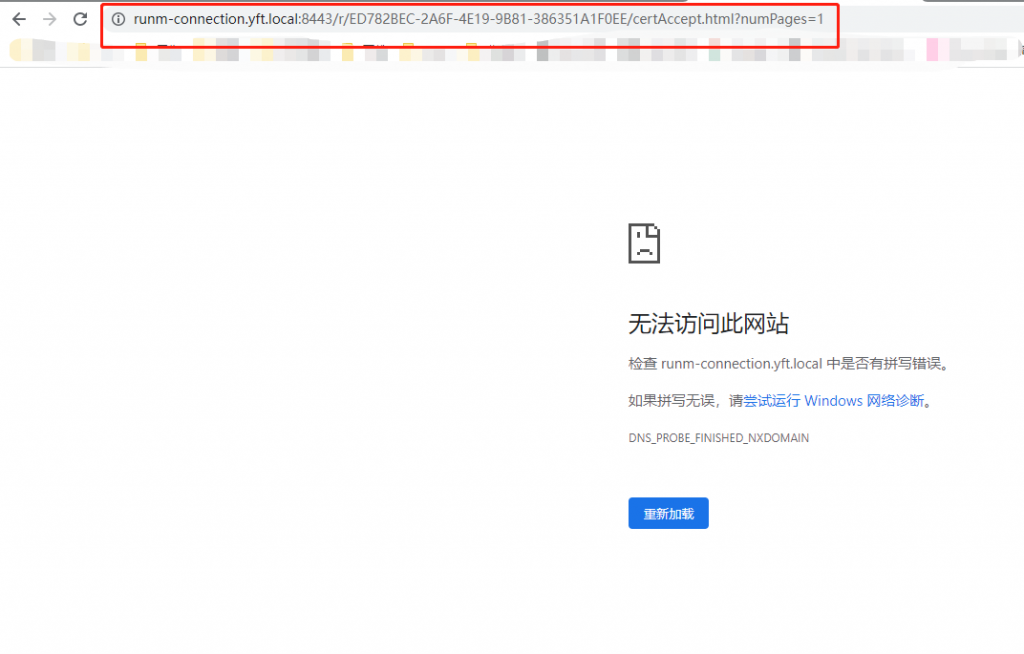 runm-connection.yft.local:8443/r/ED782BEC-2A6F-4E19-9B81-386351A1F0EE/certAccept.html?numPages=1
无法访问此网站
检查 runm-connection.yft.local 中是否有拼写错误。
如果拼写无误，请尝试运行 Windows 网络诊断。
DNS_PROBE_FINISHED_NXDOMAIN
重新加载